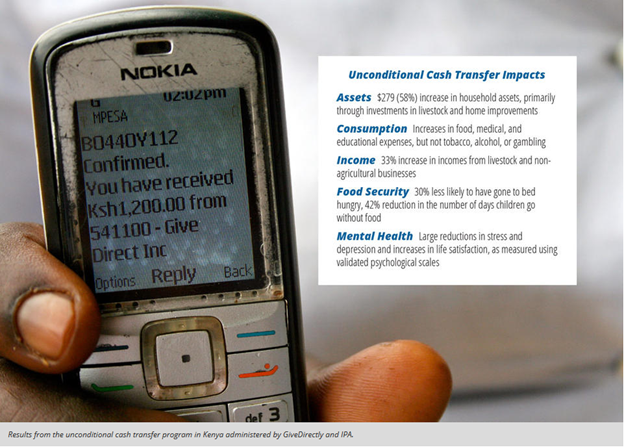 NOKIA
02:02pm
MPESA
BO44OY112
Confirmed.
You have received
Ksh1,200.00 from
541100 - Give
Direct Inc
Options Reply Back
def 3
Unconditional Cash Transfer Impacts
Assets $279 (58%) increase in household assets, primarily
through investments in livestock and home improvements
Consumption Increases in food, medical, and
educational expenses, but not tobacco, alcohol, or gambling
Income 33% increase in incomes from livestock and non-
agricultural businesses
Food Security 30% less likely to have gone to bed
hungry, 42% reduction in the number of days children go
without food
Mental Health Large reductions in stress and
depression and increases in life satisfaction, as measured using
validated psychological scales
Results from the unconditional cash transfer program in Kenya administered by GiveDirectly and IPA.